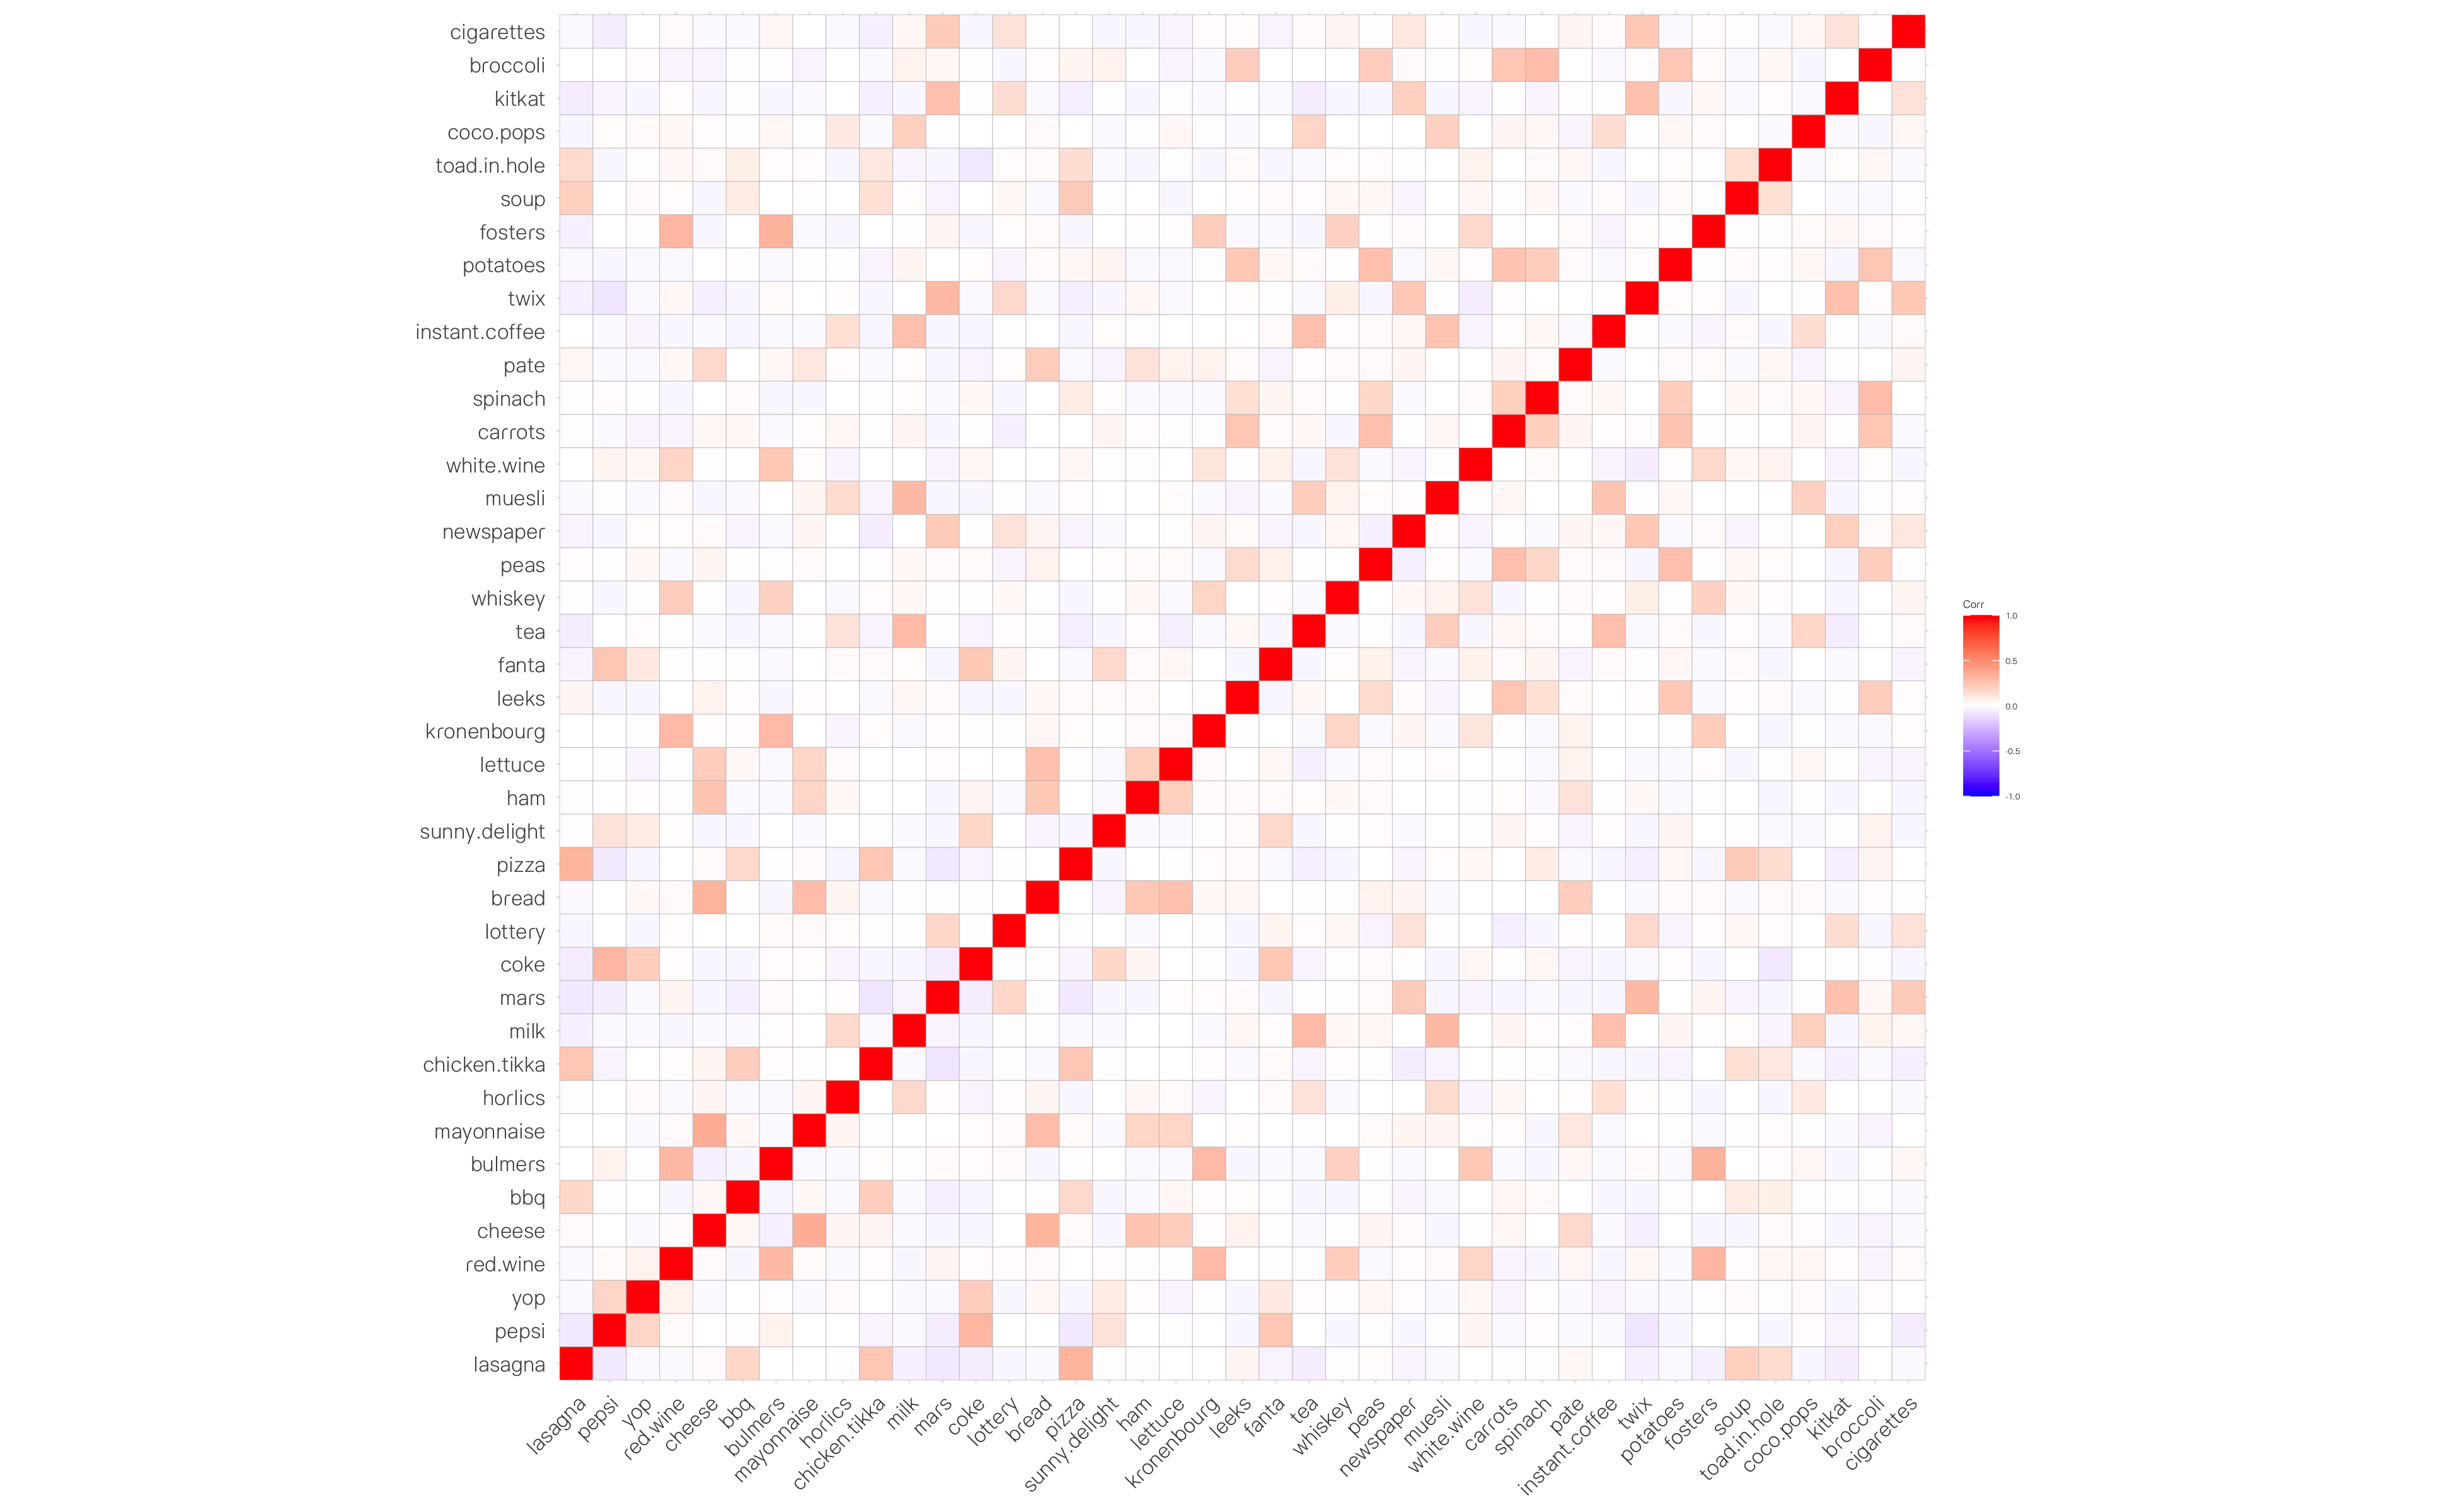 cigarettes
broccoli
kitkat
coco.pops
toad.in.hole
soup
fosters
potatoes
twix
instant.coffee
pate
spinach
carrots
white.wine
muesli
newspaper
peas
whiskey
tea
fanta
leeks
kronenbourg
lettuce
ham
sunny.delight
pizza
bread
lottery
coke
mars
milk
chicken.tikka
horlics
mayonnaise
bulmers
bbq
cheese
red.wine
yop
pepsi
lasagna
lasagna
pepsi
yop
red.wine
cheese
bbq
bulmers
mayonnaise
horlics
chicken.tikka
milk
mars
coke
lottery
bread
pizza
sunny.delight
ham
lettuce
kronenbourg
leeks
fanta
tea
whiskey
peas
newspaper
muesli
white.wine
carrots
spinach
pate
instant.coffee
twix
potatoes
fosters
soup
toad.in.hole
coco.pops
kitkat
broccoli
cigarettes
Corr
1.0
0.5
0.0
-0.5
-1.0